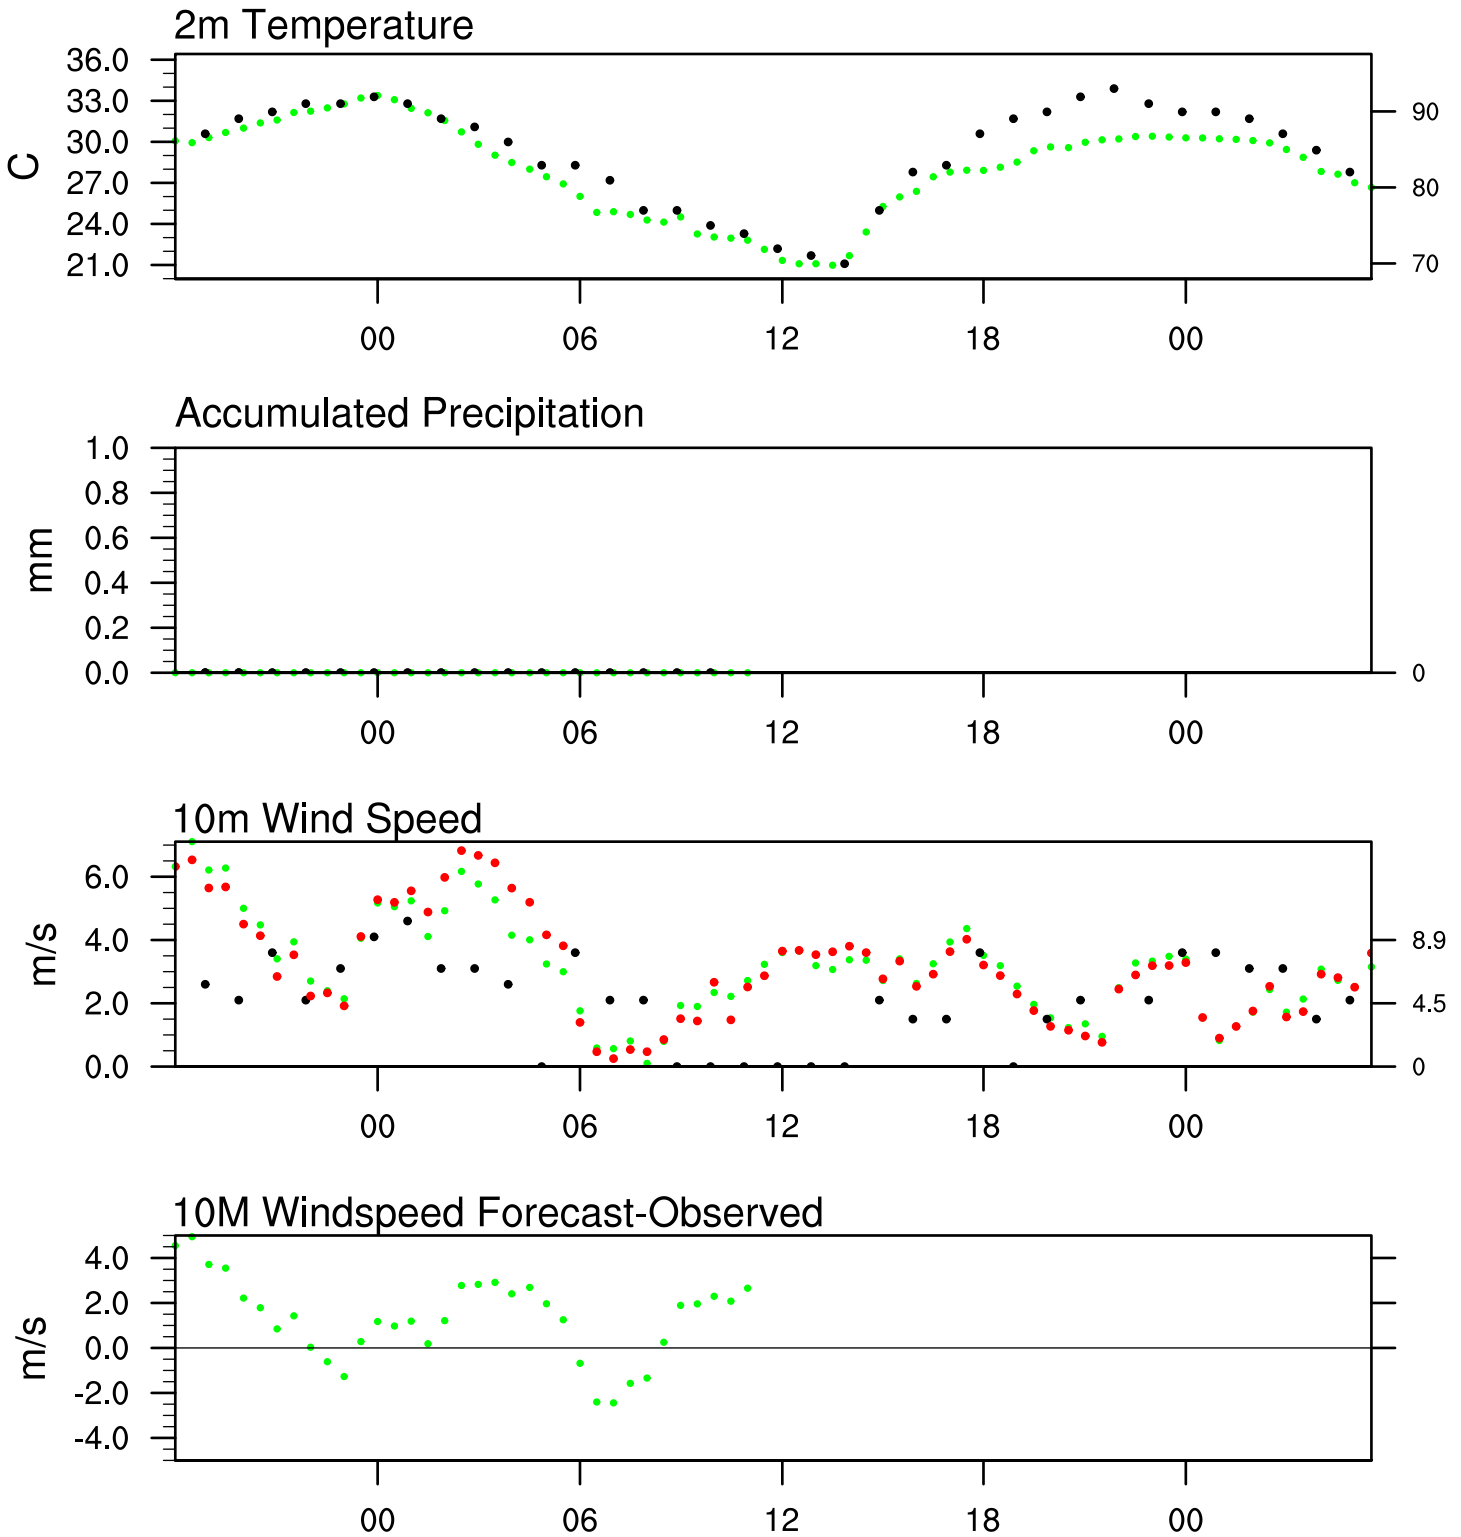 2m Temperature
36.0
33.0
30.0
27.0
24.0
21.0
C
90
80
70
00 06 12 18 00
Accumulated Precipitation
1.0
0.8
0.6
0.4
0.2
0.0
mm
0
00 06 12 18 00
10m Wind Speed
6.0
4.0
2.0
0.0
m/s
8.9
4.5
0
00 06 12 18 00
10M Windspeed Forecast-Observed
4.0
2.0
0.0
-2.0
-4.0
m/s
00 06 12 18 00